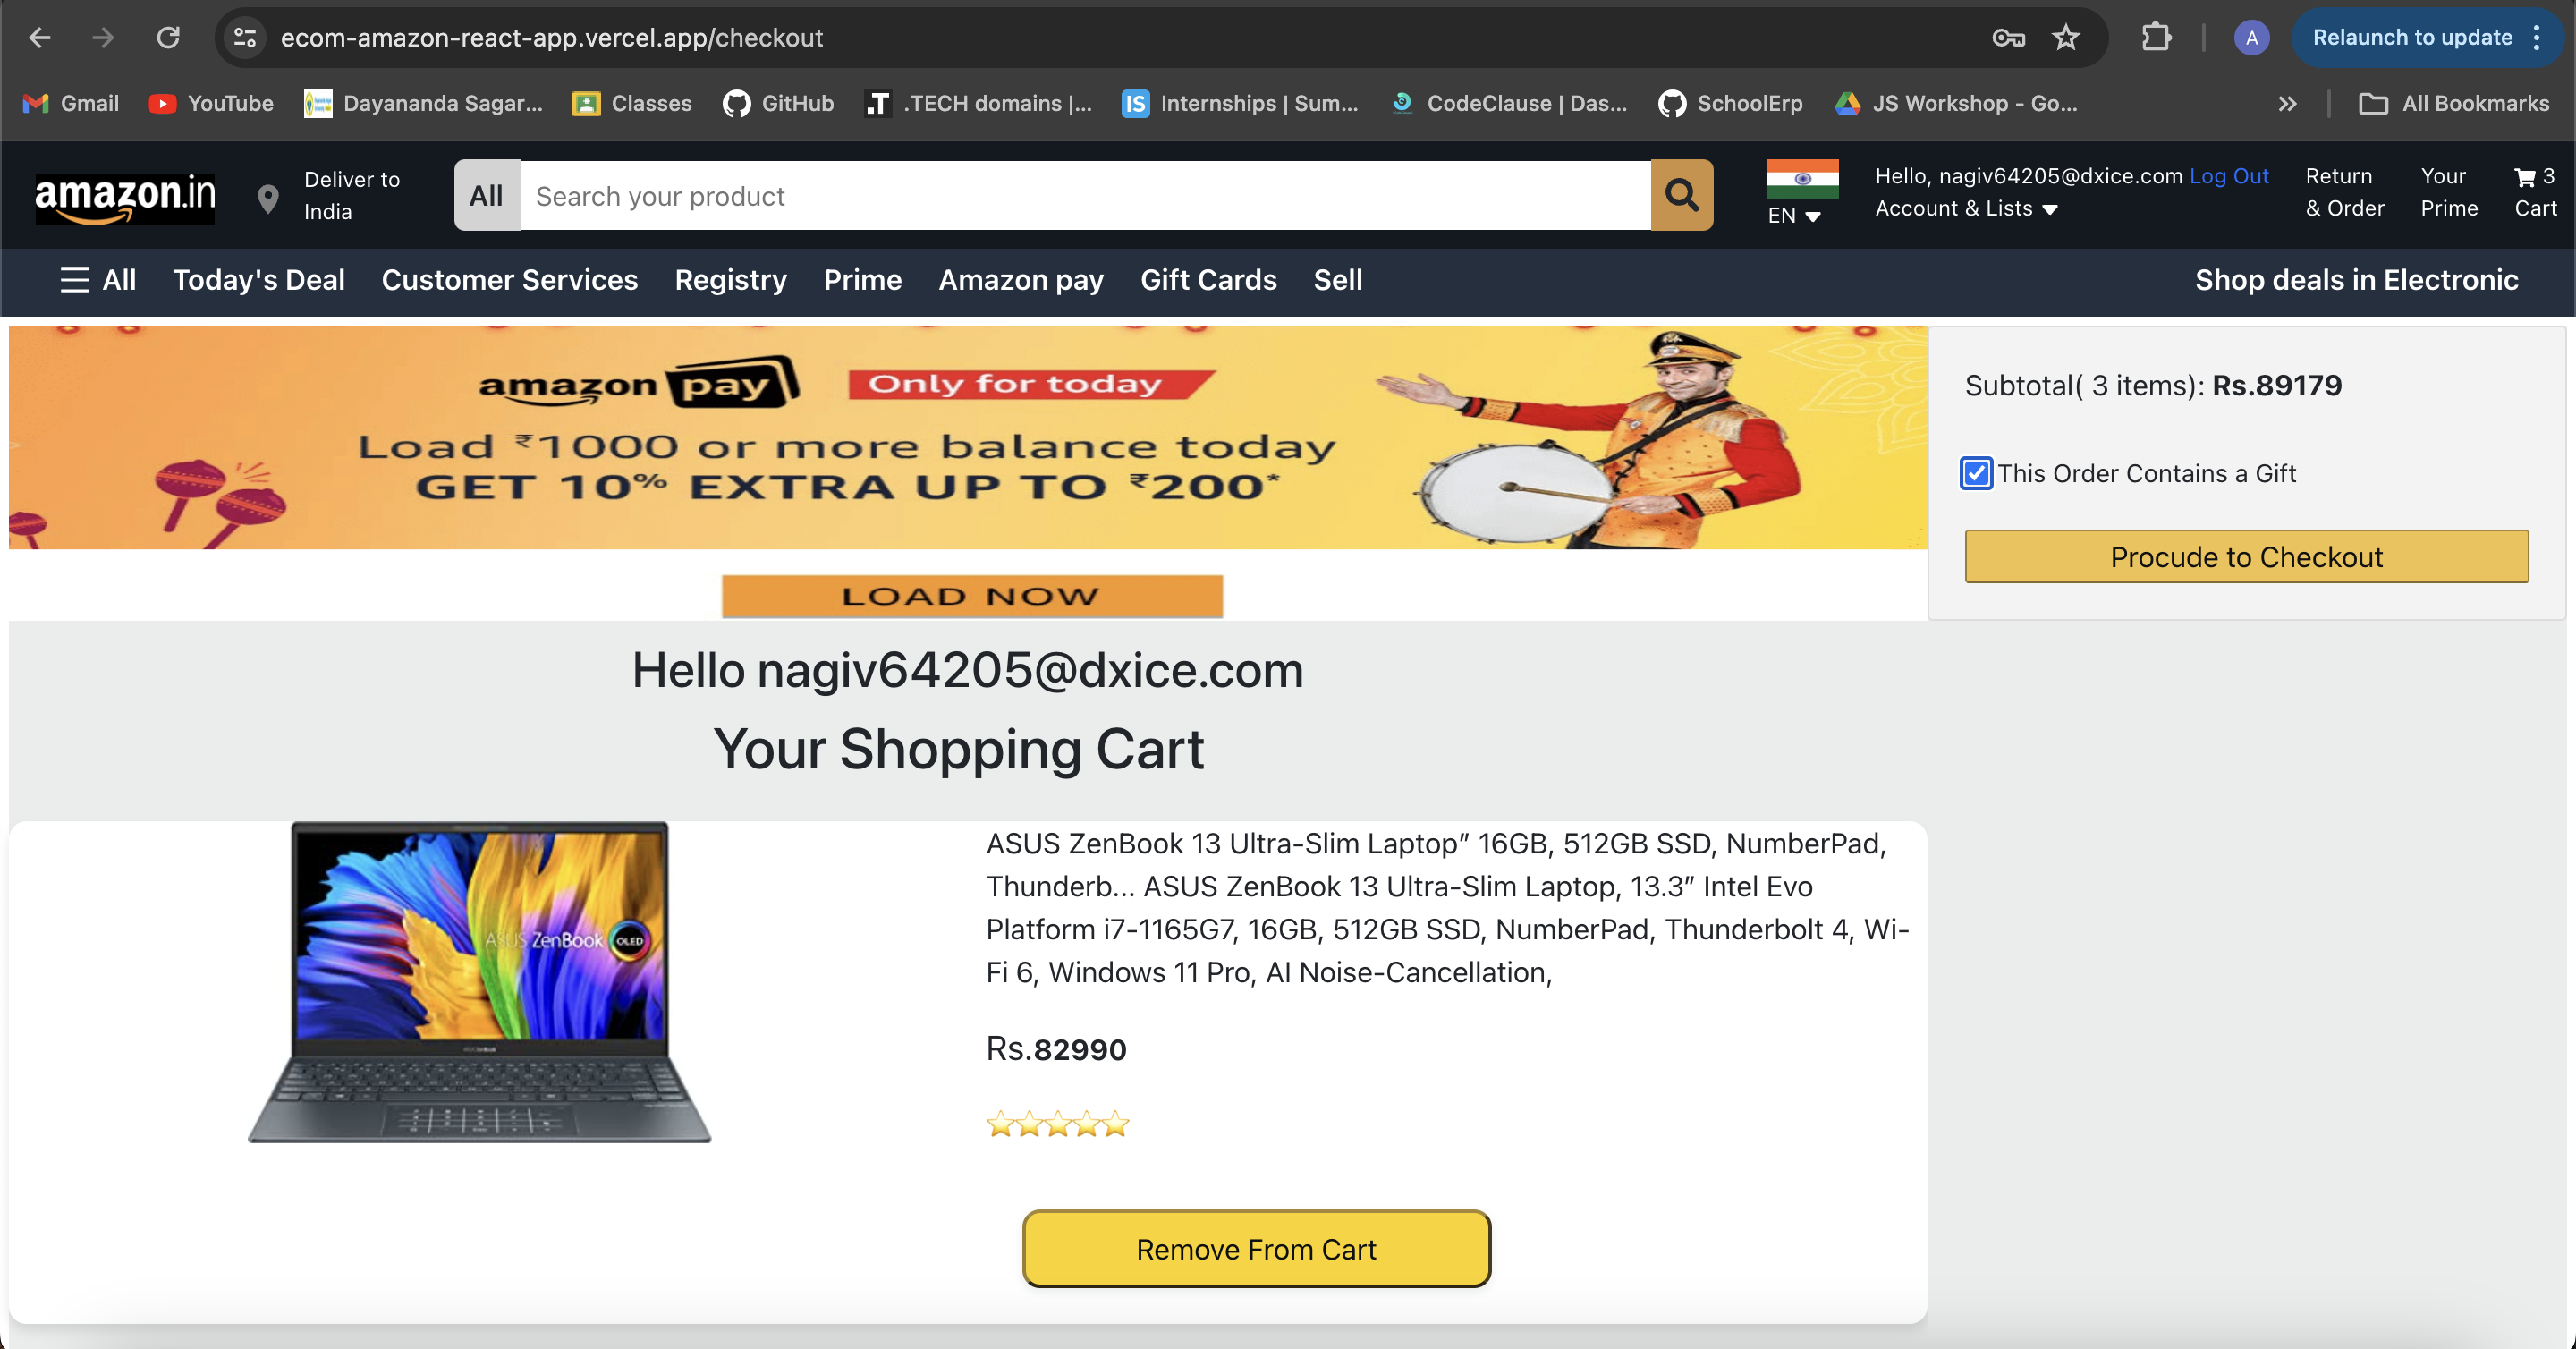 ecom-amazon-react-app.vercel.app/checkout
A
Relaunch to update
Gmail
YouTube
Dayananda Sagar...
Classes
GitHub
.T .TECH domains |...
IS Internships | Sum...
CodeClause | Das...
SchoolErp
JS Workshop - Go...
All Bookmarks
amazon.in
Deliver to
India
All
Search your product
EN
Hello, nagiv64205@dxice.com Log Out
Account & Lists
Return
& Order
Your
Prime
3
Cart
All
Today's Deal
Customer Services
Registry
Prime
Amazon pay
Gift Cards
Sell
Shop deals in Electronic
amazon pay
Only for today
Load ₹1000 or more balance today
GET 10% EXTRA UP TO ₹200*
LOAD NOW
Subtotal( 3 items): Rs.89179
This Order Contains a Gift
Procude to Checkout
Hello nagiv64205@dxice.com
Your Shopping Cart
ASUS ZenBook OLED
ASUS ZenBook 13 Ultra-Slim Laptop” 16GB, 512GB SSD, NumberPad,
Thunderb... ASUS ZenBook 13 Ultra-Slim Laptop, 13.3” Intel Evo
Platform i7-1165G7, 16GB, 512GB SSD, NumberPad, Thunderbolt 4, Wi-
Fi 6, Windows 11 Pro, AI Noise-Cancellation,
Rs.82990
Remove From Cart